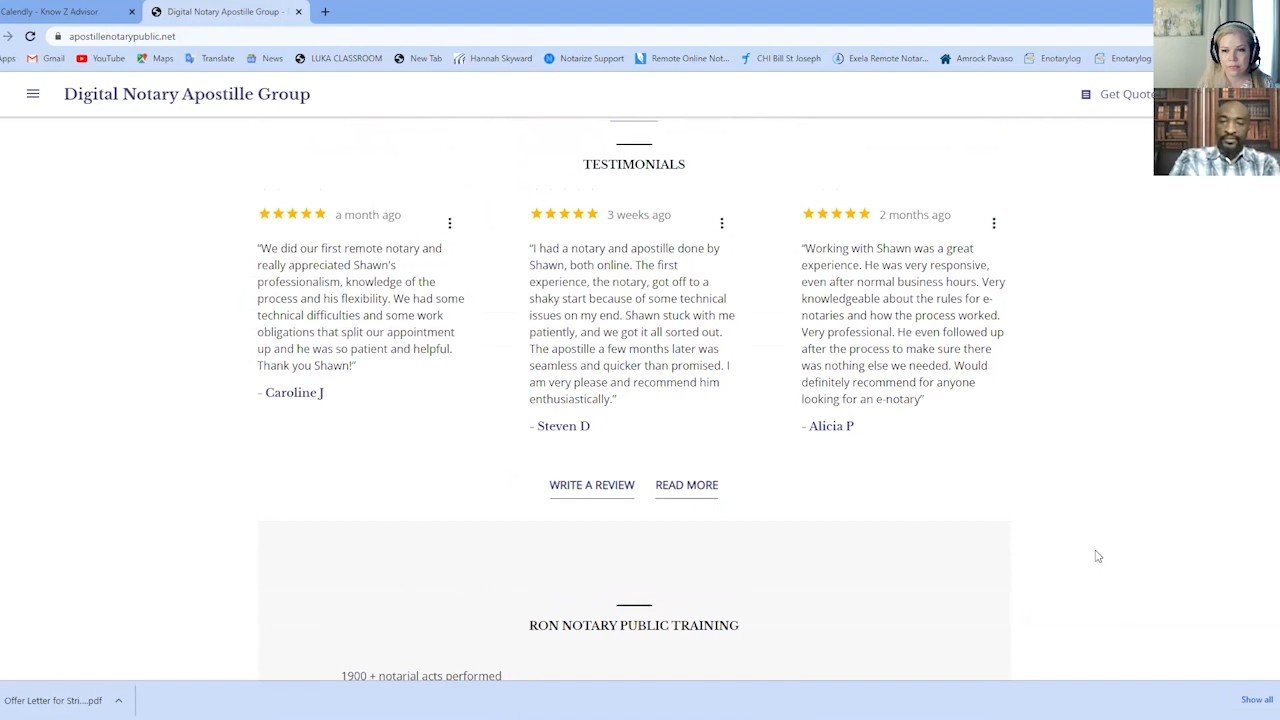 Calendly - Know Z Advisor
Digital Notary Apostille Group -
apostillenotarypublic.net
Apps
Gmail
YouTube
Maps
Translate
News
LUKA CLASSROOM
New Tab
Hannah Skyward
Notarize Support
Remote Online Not...
CHI Bill St Joseph
Exela Remote Notar...
Amrock Pavaso
Enotarylog
Enotarylog
Digital Notary Apostille Group
Get Quote
TESTIMONIALS
a month ago
“We did our first remote notary and
really appreciated Shawn's
professionalism, knowledge of the
process and his flexibility. We had some
technical difficulties and some work
obligations that split our appointment
up and he was so patient and helpful.
Thank you Shawn!”
- Caroline J
3 weeks ago
“I had a notary and apostille done by
Shawn, both online. The first
experience, the notary, got off to a
shaky start because of some technical
issues on my end. Shawn stuck with me
patiently, and we got it all sorted out.
The apostille a few months later was
seamless and quicker than promised. I
am very please and recommend him
enthusiastically.”
- Steven D
2 months ago
“Working with Shawn was a great
experience. He was very responsive,
even after normal business hours. Very
knowledgeable about the rules for e-
notaries and how the process worked.
Very professional. He even followed up
after the process to make sure there
was nothing else we needed. Would
definitely recommend for anyone
looking for an e-notary”
- Alicia P
WRITE A REVIEW
READ MORE
RON NOTARY PUBLIC TRAINING
1900 + notarial acts performed
Offer Letter for Stri....pdf
Show all